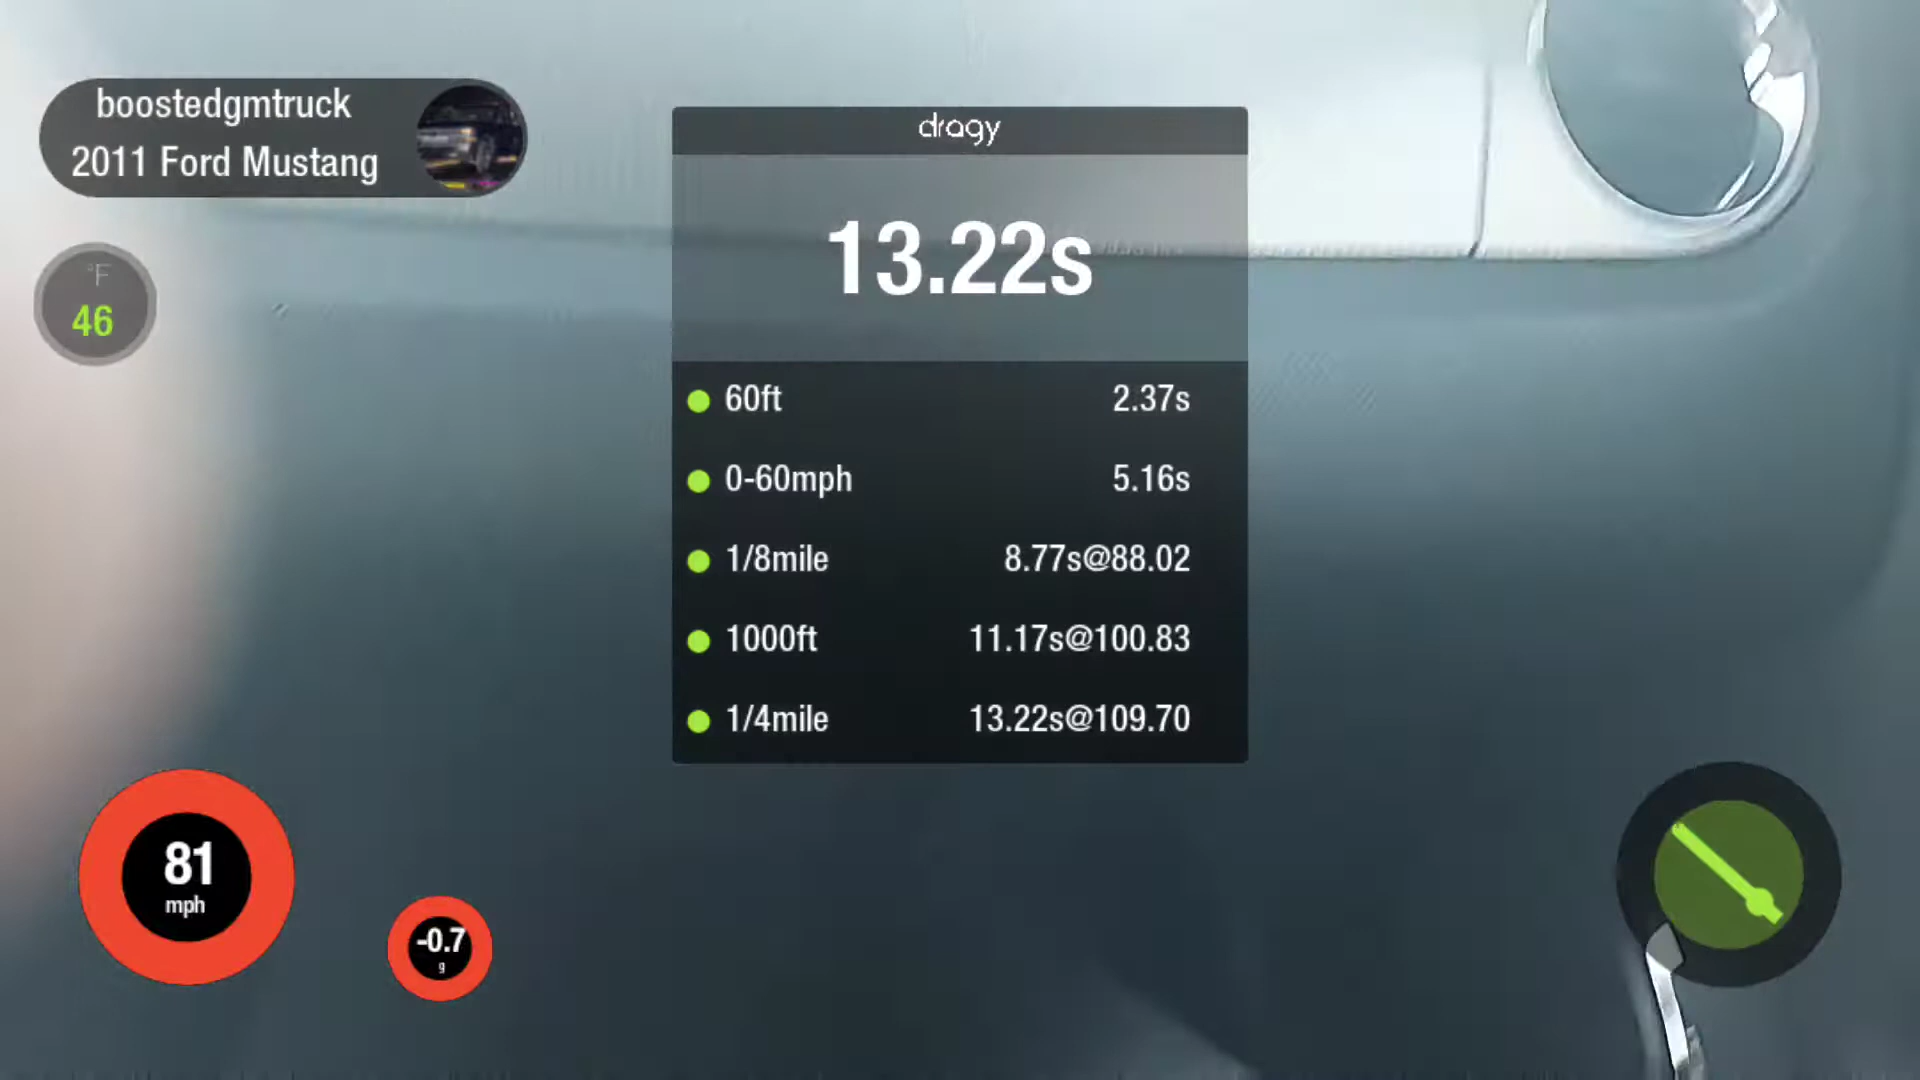 boostedgmtruck
2011 Ford Mustang
°F
46
dragy
13.22s
60ft 2.37s
0-60mph 5.16s
1/8mile 8.77s@88.02
1000ft 11.17s@100.83
1/4mile 13.22s@109.70
81
mph
-0.7
g